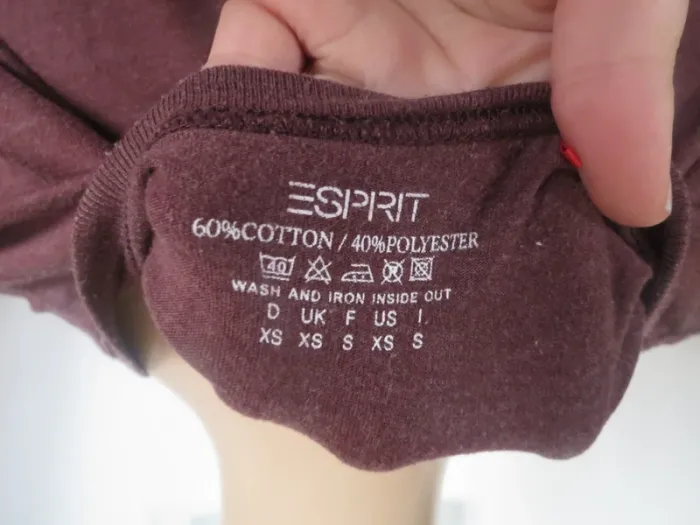 ESPRIT
60%COTTON / 40%POLYESTER
40
WASH AND IRON INSIDE OUT
D UK F US I.
XS XS S XS S